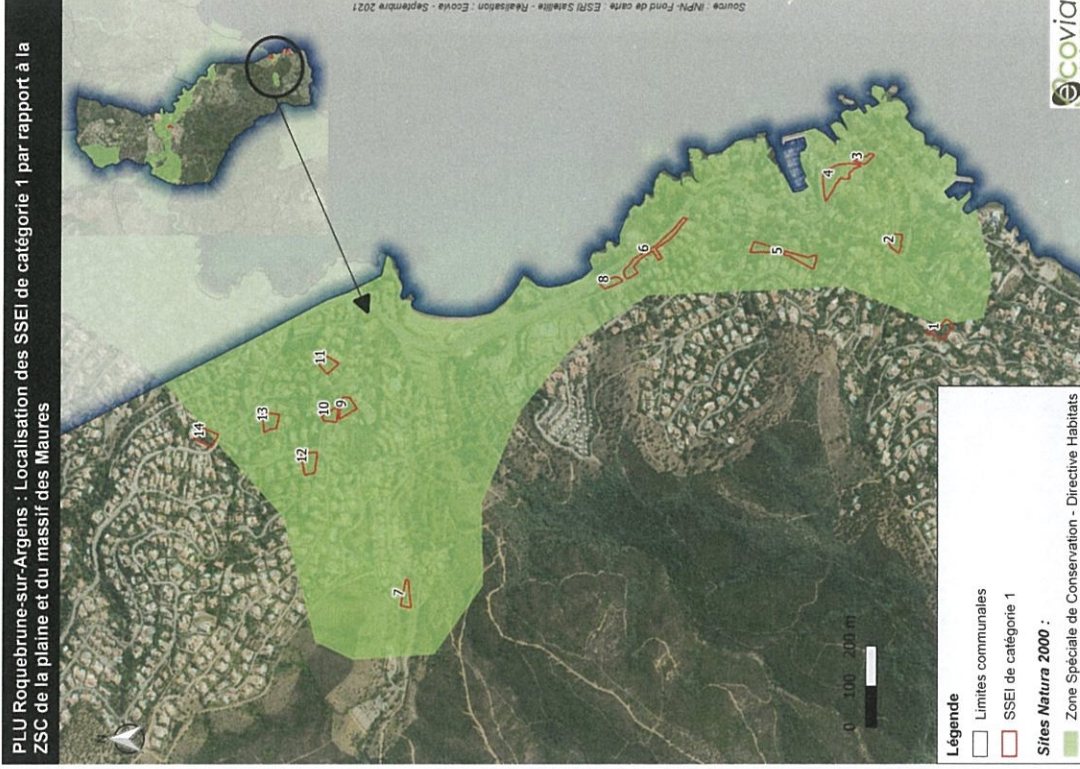 PLU Roquebrune-sur-Argens : Localisation des SSEI de catégorie 1 par rapport à la
ZSC de la plaine et du massif des Maures
N
14
13
12
11
10
9
7
8
6
5
4
3
2
1
0 100 200 m
Légende
Limites communales
SSEI de catégorie 1
Sites Natura 2000 :
Zone Spéciale de Conservation - Directive Habitats
Source : INPN- Fond de carte : ESRI Satellite - Réalisation : Ecovia - Septembre 2021
ecovia